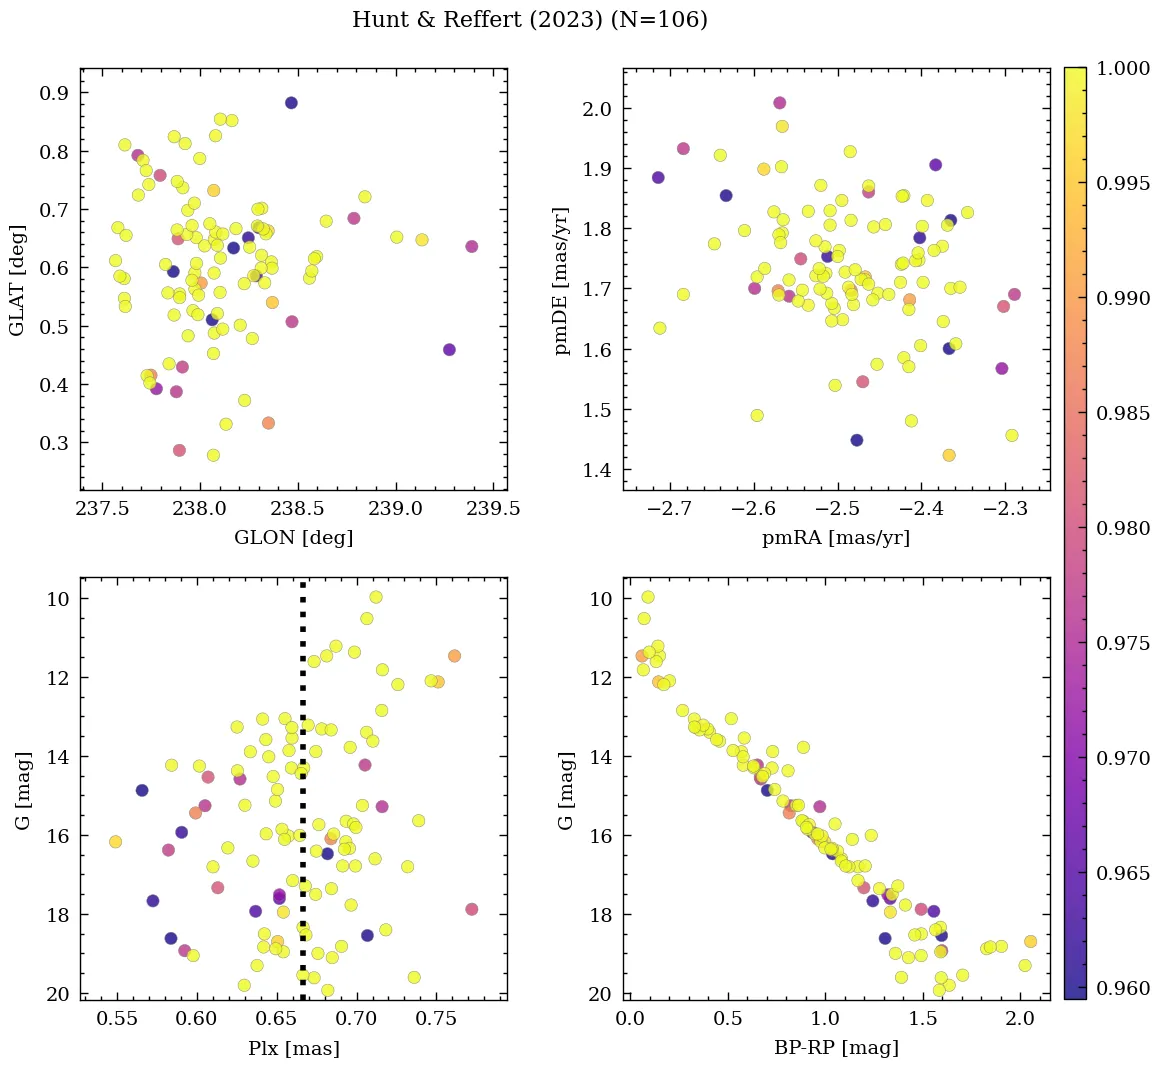 Hunt & Reffert (2023) (N=106)
0.9
0.8
0.7
0.6
0.5
0.4
0.3
GLAT [deg]
237.5 238.0 238.5 239.0 239.5
GLON [deg]
2.0
1.9
1.8
1.7
1.6
1.5
1.4
pmDE [mas/yr]
−2.7 −2.6 −2.5 −2.4 −2.3
pmRA [mas/yr]
10
12
14
16
18
20
G [mag]
0.55 0.60 0.65 0.70 0.75
Plx [mas]
10
12
14
16
18
20
G [mag]
0.0 0.5 1.0 1.5 2.0
BP-RP [mag]
1.000
0.995
0.990
0.985
0.980
0.975
0.970
0.965
0.960